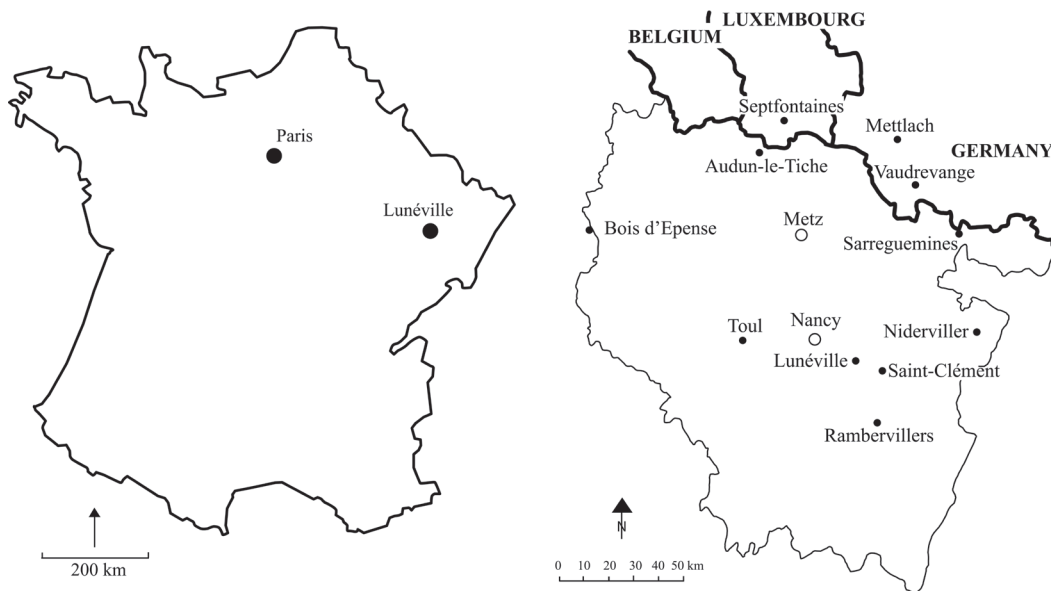 Paris
Lunéville
200 km
LUXEMBOURG
BELGIUM
Septfontaines
Mettlach
GERMANY
Audun-le-Tiche
Vaudrevange
Metz
Bois d’Epense
Sarreguemines
Nancy
Toul
Niderviller
Lunéville
Saint-Clément
Rambervillers
N
0 10 20 30 40 50 km